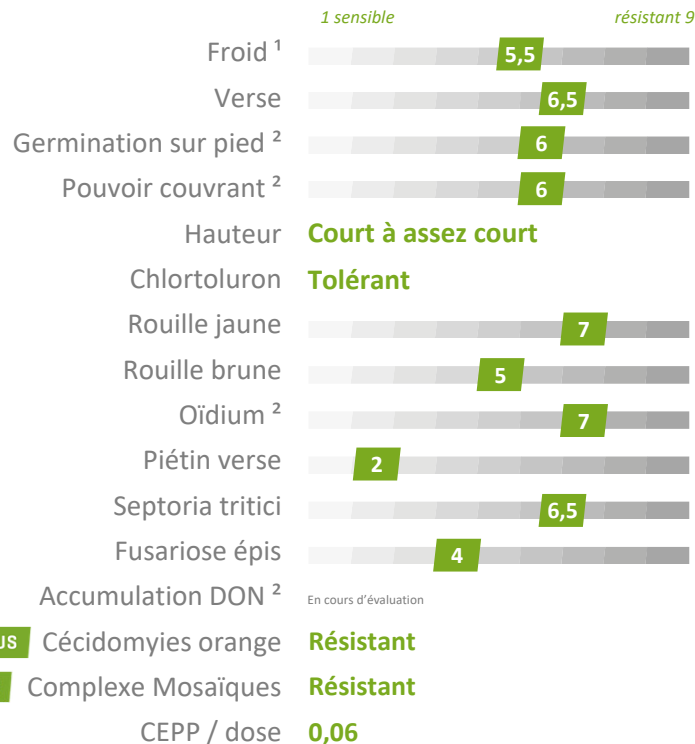 1 sensible résistant 9
Froid ¹ 5,5
Verse 6,5
Germination sur pied ² 6
Pouvoir couvrant ² 6
Hauteur Court à assez court
Chlortoluron Tolérant
Rouille jaune 7
Rouille brune 5
Oïdium ² 7
Piétin verse 2
Septoria tritici 6,5
Fusariose épis 4
Accumulation DON ² En cours d'évaluation
Cécidomyies orange Résistant
Complexe Mosaïques Résistant
CEPP / dose 0,06